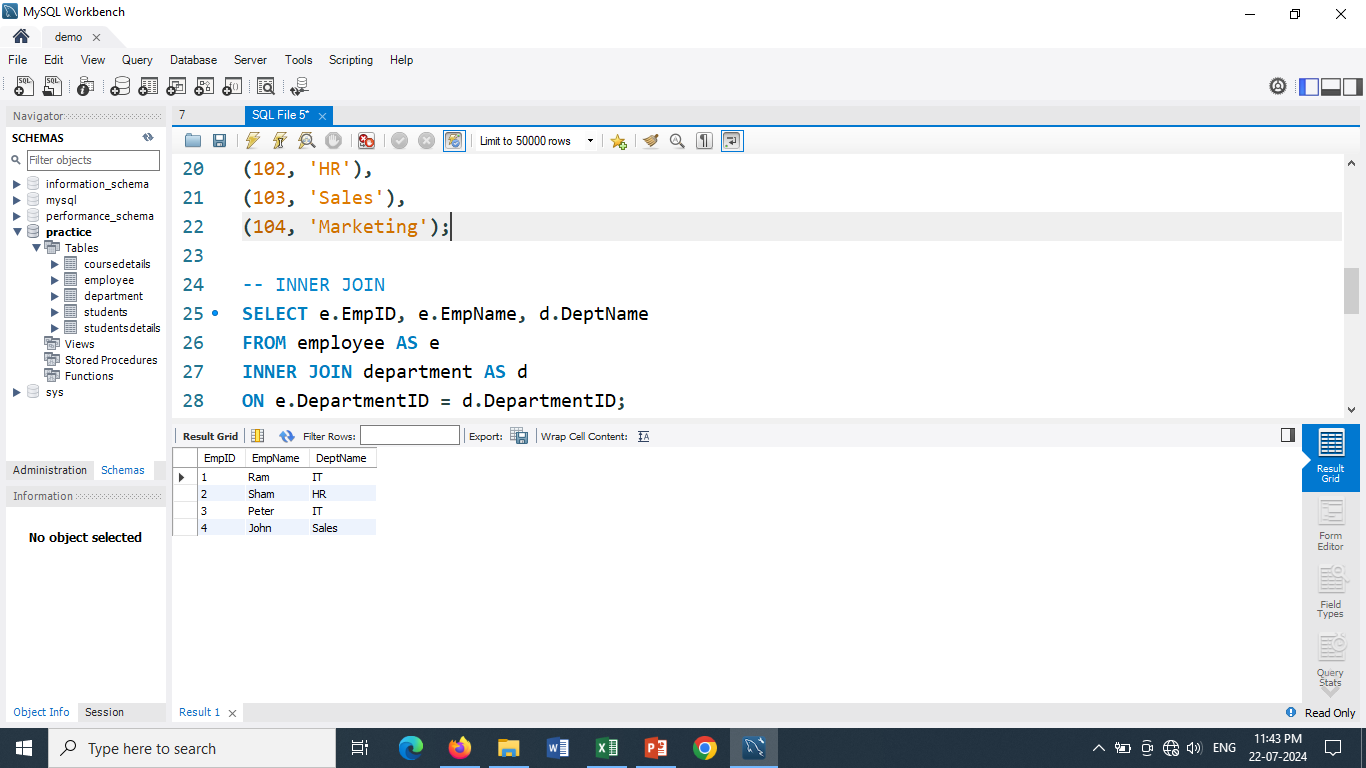 MySQL Workbench
demo
File Edit View Query Database Server Tools Scripting Help
Navigator
SCHEMAS
Filter objects
information_schema
mysql
performance_schema
practice
Tables
coursedetails
employee
department
students
studentsdetails
Views
Stored Procedures
Functions
sys
Administration Schemas
Information
No object selected
Object Info Session
7 SQL File 5*
Limit to 50000 rows
20 (102, 'HR'),
21 (103, 'Sales'),
22 (104, 'Marketing');
23
24 -- INNER JOIN
25 SELECT e.EmpID, e.EmpName, d.DeptName
26 FROM employee AS e
27 INNER JOIN department AS d
28 ON e.DepartmentID = d.DepartmentID;
Result Grid Filter Rows: Export: Wrap Cell Content:
EmpID EmpName DeptName
1 Ram IT
2 Sham HR
3 Peter IT
4 John Sales
Result
Grid
Form
Editor
Field
Types
Query
Stats
Result 1
Read Only
Type here to search
ENG
11:43 PM
22-07-2024